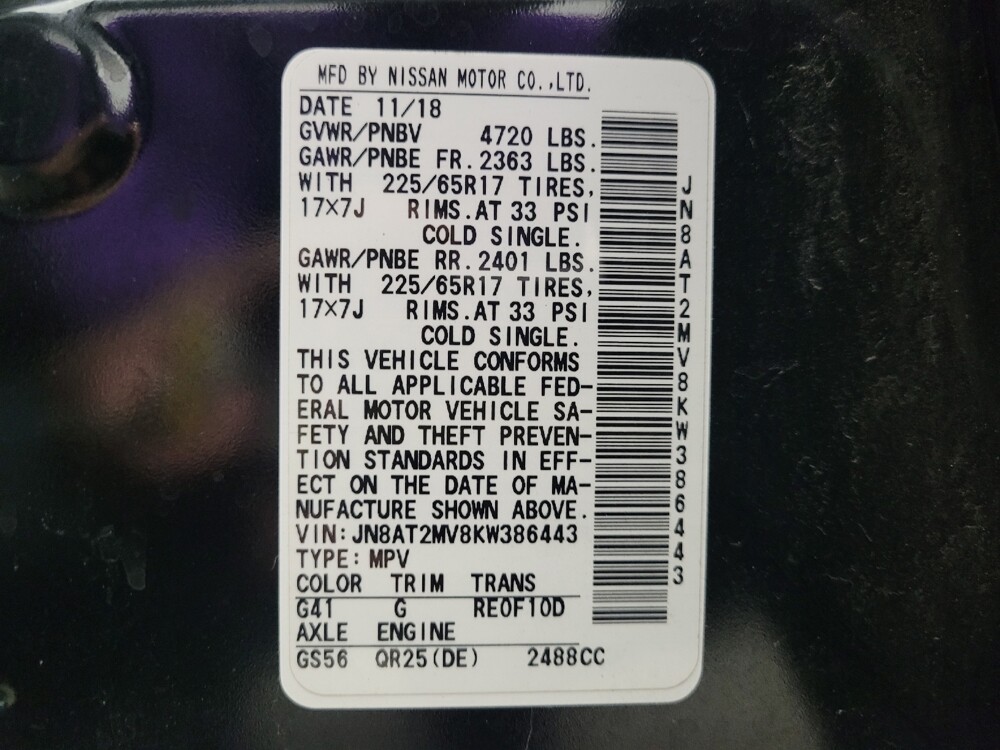 MFD BY NISSAN MOTOR CO.,LTD.
DATE 11/18
GVWR/PNBV 4720 LBS.
GAWR/PNBE FR.2363 LBS.
WITH 225/65R17 TIRES,
17×7J RIMS.AT 33 PSI
COLD SINGLE.
GAWR/PNBE RR.2401 LBS.
WITH 225/65R17 TIRES,
17×7J RIMS.AT 33 PSI
COLD SINGLE.
THIS VEHICLE CONFORMS
TO ALL APPLICABLE FED-
ERAL MOTOR VEHICLE SA-
FETY AND THEFT PREVEN-
TION STANDARDS IN EFF-
ECT ON THE DATE OF MA-
NUFACTURE SHOWN ABOVE.
VIN:JN8AT2MV8KW386443
TYPE:MPV
COLOR TRIM TRANS
G41 G RE0F10D
AXLE ENGINE
GS56 QR25(DE) 2488CC
JN8AT2MV8KW386443